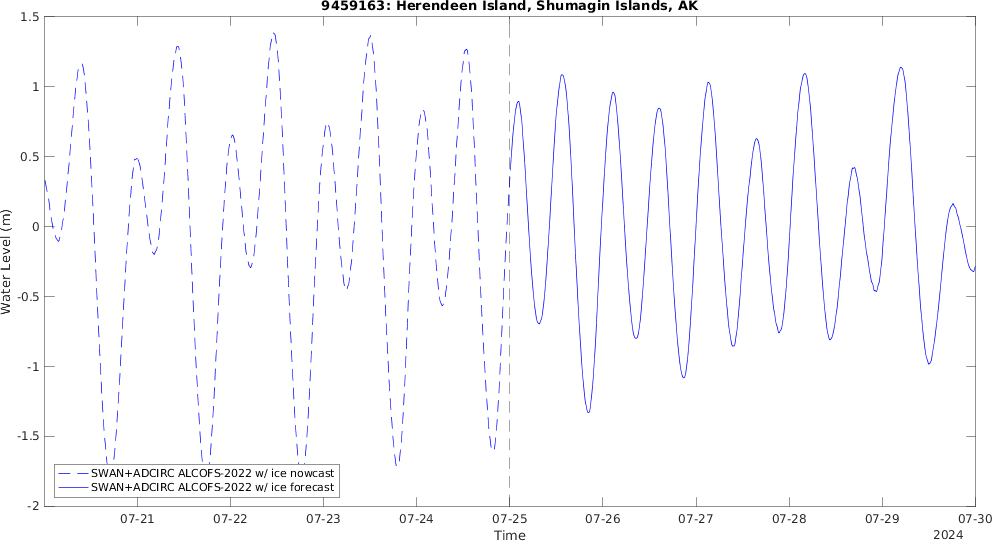 9459163: Herendeen Island, Shumagin Islands, AK
1.5
1
0.5
0
-0.5
-1
-1.5
-2
Water Level (m)
SWAN+ADCIRC ALCOFS-2022 w/ ice nowcast
SWAN+ADCIRC ALCOFS-2022 w/ ice forecast
07-21 07-22 07-23 07-24 07-25 07-26 07-27 07-28 07-29 07-30
Time
2024